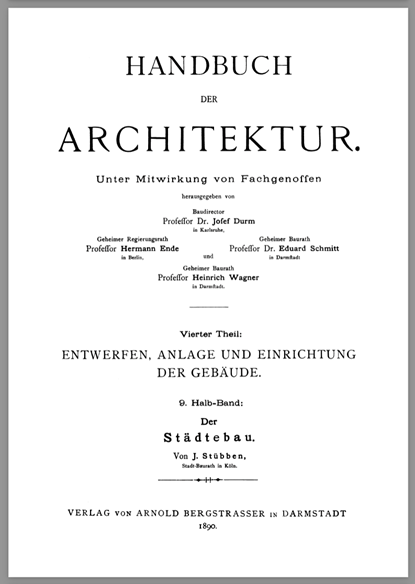 HANDBUCH
DER
ARCHITEKTUR.
Unter Mitwirkung von Fachgenoſſen
herausgegeben von
Baudirector
Profeſſor Dr. Joſef Durm
in Karlsruhe,
Geheimer Regierungsrath
Profeſſor Hermann Ende
in Berlin,
und
Geheimer Baurath
Profeſſor Dr. Eduard Schmitt
in Darmſtadt
Geheimer Baurath
Profeſſor Heinrich Wagner
in Darmſtadt.
Vierter Theil:
ENTWERFEN, ANLAGE UND EINRICHTUNG
DER GEBÄUDE.
9. Halb-Band:
Der
Städtebau.
Von J. Stübben,
Stadt-Baurath in Köln.
VERLAG VON ARNOLD BERGSTRASSER IN DARMSTADT
1890.